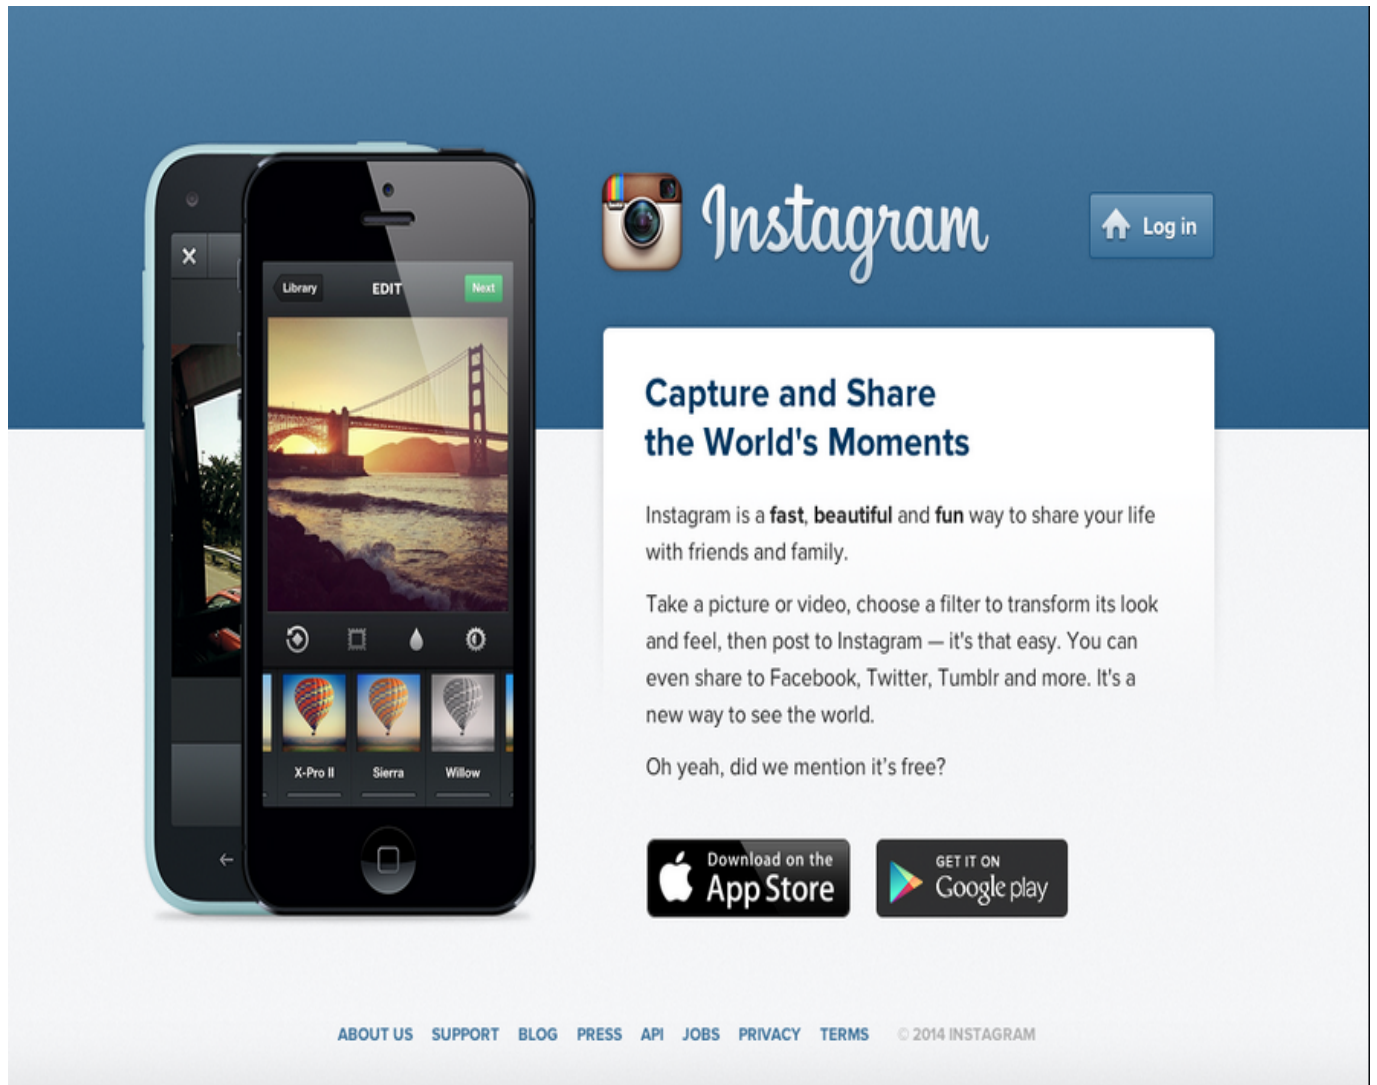 Instagram
Log in
Library
EDIT
Next
X-Pro II
Sierra
Willow
Capture and Share
the World's Moments
Instagram is a fast, beautiful and fun way to share your life
with friends and family.
Take a picture or video, choose a filter to transform its look
and feel, then post to Instagram — it's that easy. You can
even share to Facebook, Twitter, Tumblr and more. It's a
new way to see the world.
Oh yeah, did we mention it’s free?
Download on the
App Store
GET IT ON
Google play
ABOUT US SUPPORT BLOG PRESS API JOBS PRIVACY TERMS © 2014 INSTAGRAM